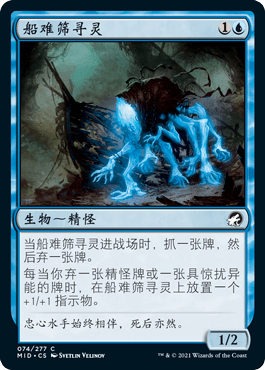 船难筛寻灵 1
生物～精怪
当船难筛寻灵进战场时，抓一张牌，然
后弃一张牌。
每当你弃一张精怪牌或一张具惊扰异
能的牌时，在船难筛寻灵上放置一个
+1/+1 指示物。
忠心水手始终相伴，死后亦然。
1/2
074/277 C
MID • CS SVETLIN VELINOV
™ & © 2021 Wizards of the Coast